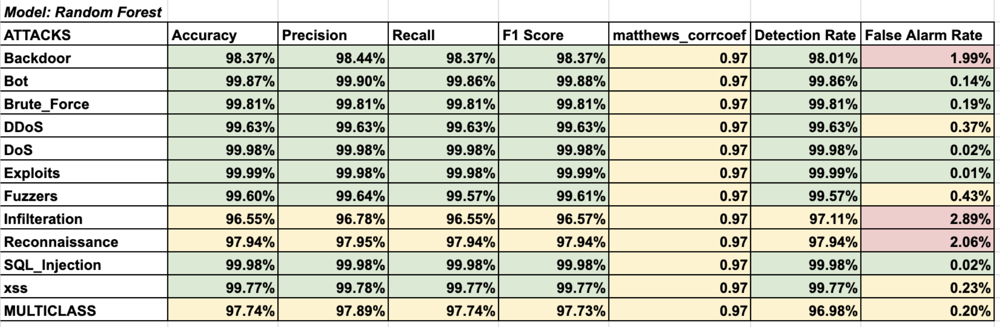 Model: Random Forest
ATTACKS Accuracy Precision Recall F1 Score matthews_corrcoef Detection Rate False Alarm Rate
Backdoor 98.37% 98.44% 98.37% 98.37% 0.97 98.01% 1.99%
Bot 99.87% 99.90% 99.86% 99.88% 0.97 99.86% 0.14%
Brute_Force 99.81% 99.81% 99.81% 99.81% 0.97 99.81% 0.19%
DDoS 99.63% 99.63% 99.63% 99.63% 0.97 99.63% 0.37%
DoS 99.98% 99.98% 99.98% 99.98% 0.97 99.98% 0.02%
Exploits 99.99% 99.98% 99.98% 99.99% 0.97 99.99% 0.01%
Fuzzers 99.60% 99.64% 99.57% 99.61% 0.97 99.57% 0.43%
Infilteration 96.55% 96.78% 96.55% 96.57% 0.97 97.11% 2.89%
Reconnaissance 97.94% 97.95% 97.94% 97.94% 0.97 97.94% 2.06%
SQL_Injection 99.98% 99.98% 99.98% 99.98% 0.97 99.98% 0.02%
xss 99.77% 99.78% 99.77% 99.77% 0.97 99.77% 0.23%
MULTICLASS 97.74% 97.89% 97.74% 97.73% 0.97 96.98% 0.20%